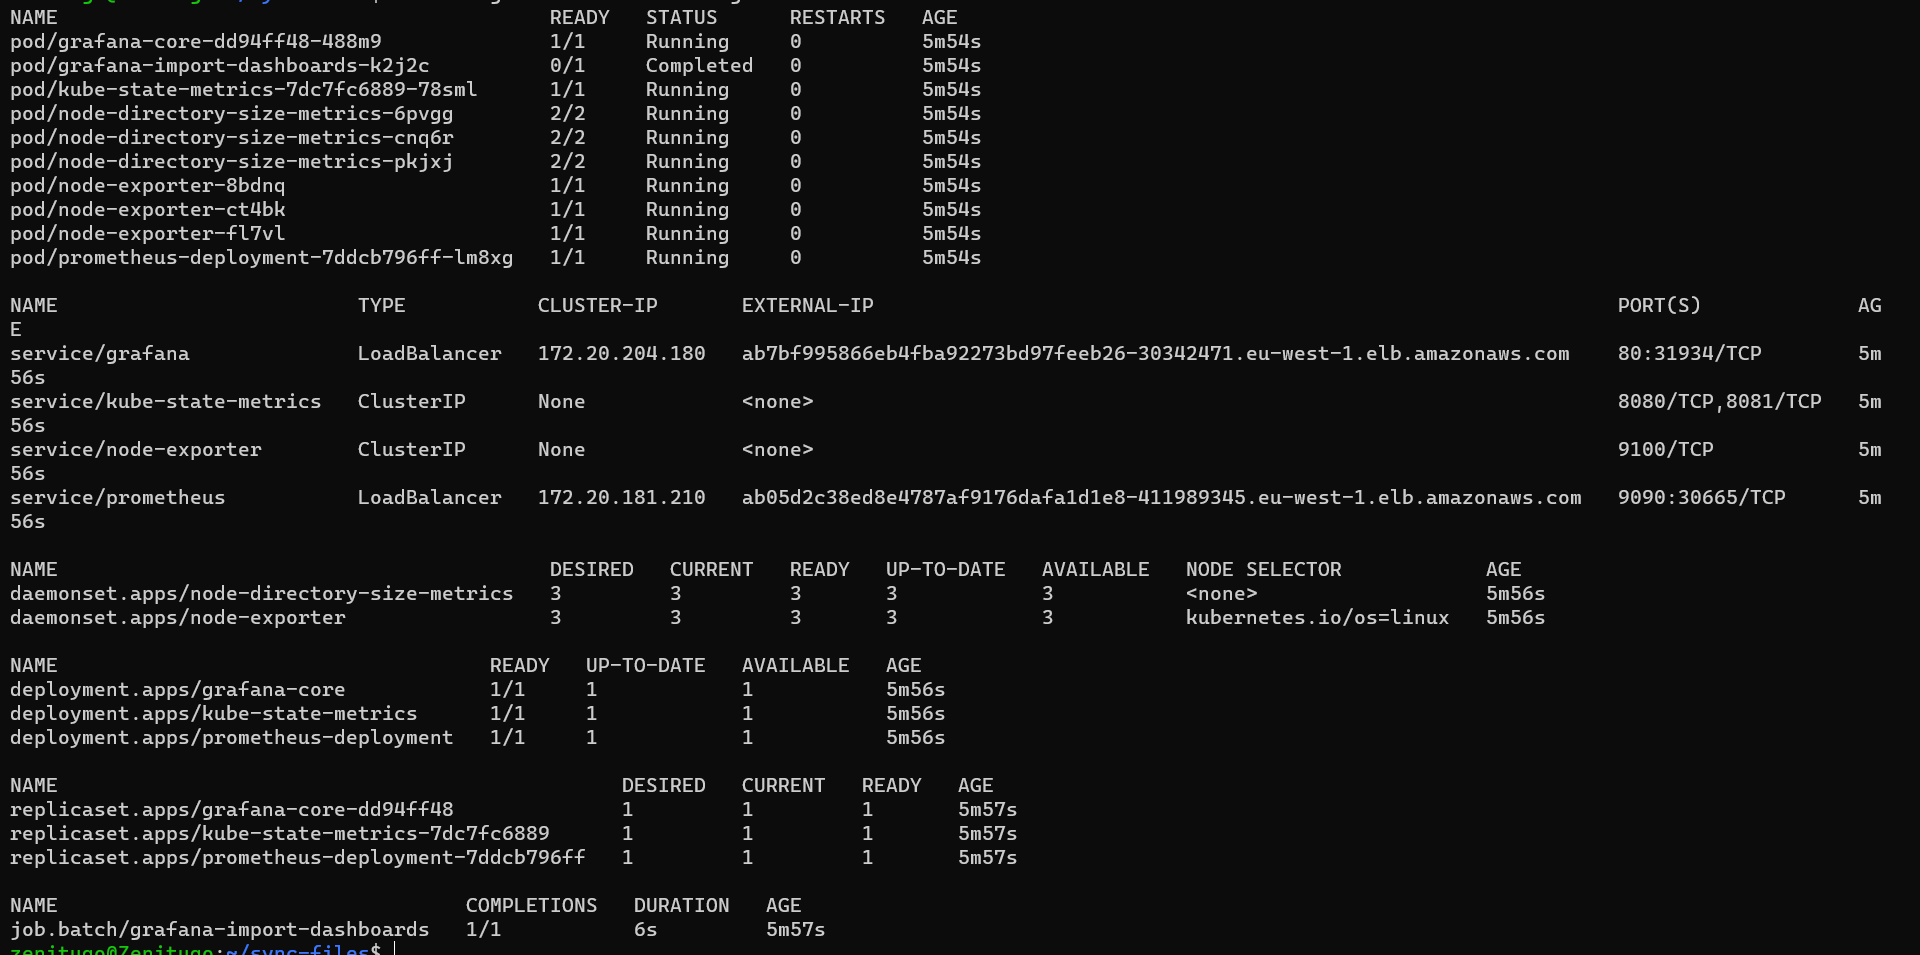 NAME READY STATUS RESTARTS AGE
pod/grafana-core-dd94ff48-488m9 1/1 Running 0 5m54s
pod/grafana-import-dashboards-k2j2c 0/1 Completed 0 5m54s
pod/kube-state-metrics-7dc7fc6889-78sml 1/1 Running 0 5m54s
pod/node-directory-size-metrics-6pvgg 2/2 Running 0 5m54s
pod/node-directory-size-metrics-cnq6r 2/2 Running 0 5m54s
pod/node-directory-size-metrics-pkjxj 2/2 Running 0 5m54s
pod/node-exporter-8bdnq 1/1 Running 0 5m54s
pod/node-exporter-ct4bk 1/1 Running 0 5m54s
pod/node-exporter-fl7vl 1/1 Running 0 5m54s
pod/prometheus-deployment-7ddcb796ff-lm8xg 1/1 Running 0 5m54s
NAME TYPE CLUSTER-IP EXTERNAL-IP PORT(S) AG
E
service/grafana LoadBalancer 172.20.204.180 ab7bf995866eb4fba92273bd97feeb26-30342471.eu-west-1.elb.amazonaws.com 80:31934/TCP 5m
56s
service/kube-state-metrics ClusterIP None <none> 8080/TCP,8081/TCP 5m
56s
service/node-exporter ClusterIP None <none> 9100/TCP 5m
56s
service/prometheus LoadBalancer 172.20.181.210 ab05d2c38ed8e4787af9176dafa1d1e8-411989345.eu-west-1.elb.amazonaws.com 9090:30665/TCP 5m
56s
NAME DESIRED CURRENT READY UP-TO-DATE AVAILABLE NODE SELECTOR AGE
daemonset.apps/node-directory-size-metrics 3 3 3 3 3 <none> 5m56s
daemonset.apps/node-exporter 3 3 3 3 3 kubernetes.io/os=linux 5m56s
NAME READY UP-TO-DATE AVAILABLE AGE
deployment.apps/grafana-core 1/1 1 1 5m56s
deployment.apps/kube-state-metrics 1/1 1 1 5m56s
deployment.apps/prometheus-deployment 1/1 1 1 5m56s
NAME DESIRED CURRENT READY AGE
replicaset.apps/grafana-core-dd94ff48 1 1 1 5m57s
replicaset.apps/kube-state-metrics-7dc7fc6889 1 1 1 5m57s
replicaset.apps/prometheus-deployment-7ddcb796ff 1 1 1 5m57s
NAME COMPLETIONS DURATION AGE
job.batch/grafana-import-dashboards 1/1 6s 5m57s
zenitugo@Zenitugo:~/sync-files$